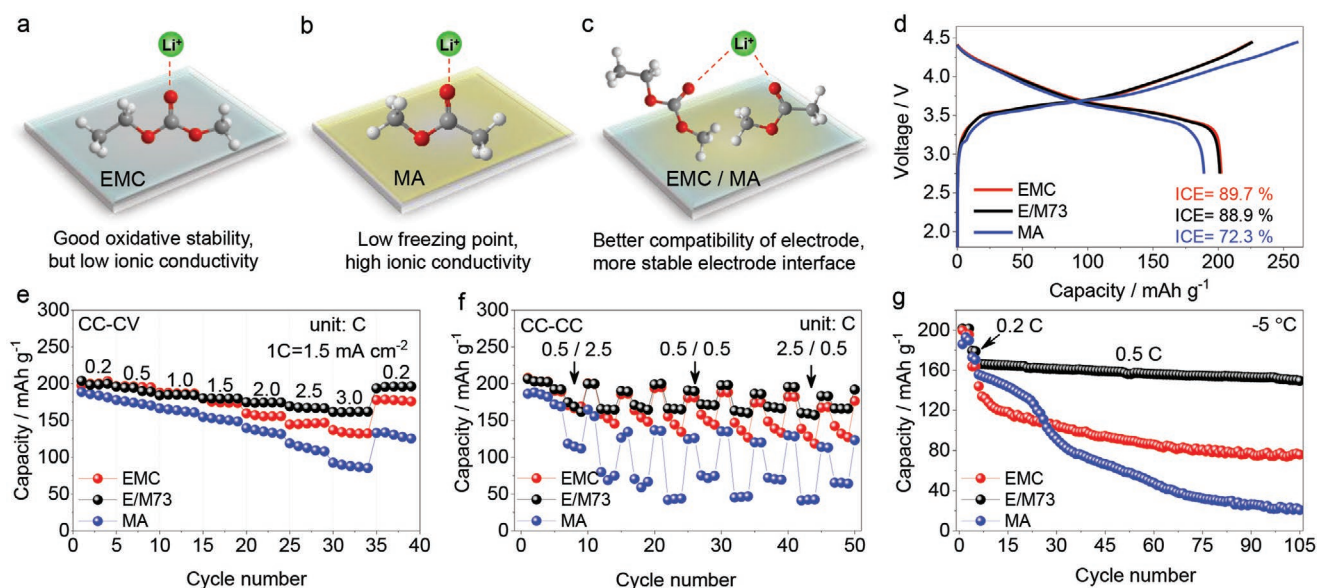 a
Li⁺
EMC
Good oxidative stability,
but low ionic conductivity
b
Li⁺
MA
Low freezing point,
high ionic conductivity
c
Li⁺
EMC / MA
Better compatibility of electrode,
more stable electrode interface
d
Voltage / V
4.5
4.0
3.5
3.0
2.5
2.0
EMC
E/M73
MA
ICE= 89.7 %
ICE= 88.9 %
ICE= 72.3 %
0 50 100 150 200 250
Capacity / mAh g⁻¹
e
Capacity / mAh g⁻¹
300
250
200
150
100
50
0
CC-CV
unit: C
1C=1.5 mA cm⁻²
0.2 0.5 1.0 1.5 2.0 2.5 3.0 0.2
EMC
E/M73
MA
0 5 10 15 20 25 30 35 40
Cycle number
f
Capacity / mAh g⁻¹
300
250
200
150
100
50
0
CC-CC
unit: C
0.5 / 2.5
0.5 / 0.5
2.5 / 0.5
EMC
E/M73
MA
0 10 20 30 40 50
Cycle number
g
Capacity / mAh g⁻¹
200
160
120
80
40
0
0.2 C
-5 °C
0.5 C
EMC
E/M73
MA
0 15 30 45 60 75 90 105
Cycle number